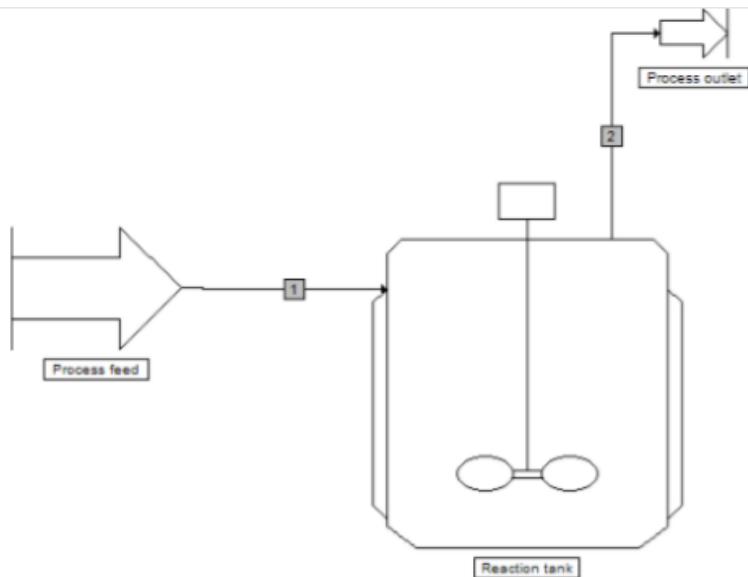 Process outlet
2
1
Process feed
Reaction tank